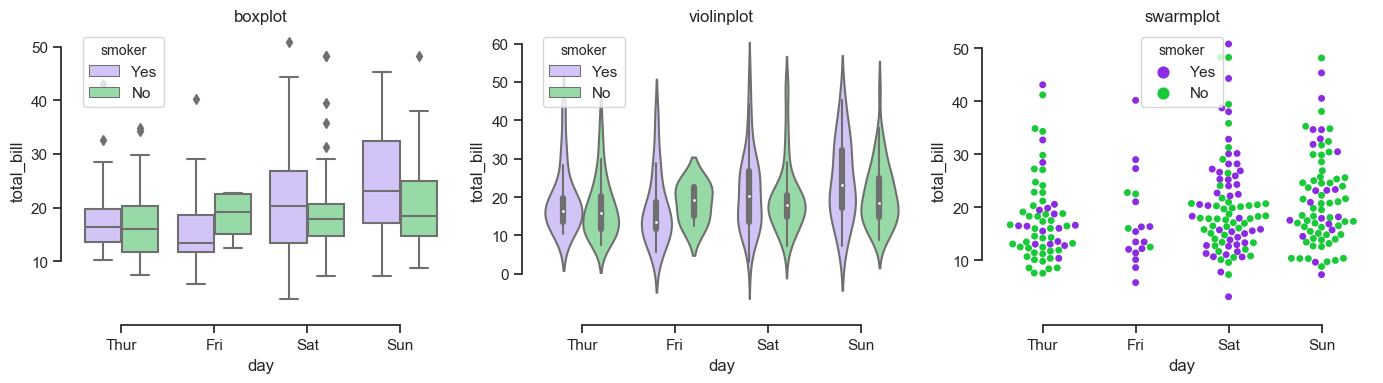 boxplot
smoker
Yes
No
50
40
30
20
10
total_bill
Thur Fri Sat Sun
day
violinplot
smoker
Yes
No
60
50
40
30
20
10
0
total_bill
Thur Fri Sat Sun
day
swarmplot
smoker
Yes
No
50
40
30
20
10
total_bill
Thur Fri Sat Sun
day